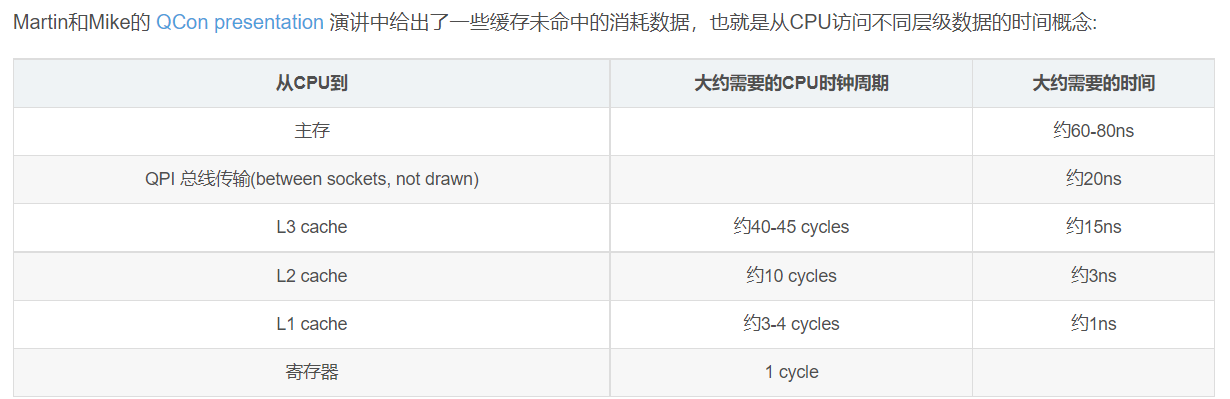 Martin和Mike的 QCon presentation 演讲中给出了一些缓存未命中的消耗数据，也就是从CPU访问不同层级数据的时间概念:
从CPU到 大约需要的CPU时钟周期 大约需要的时间
主存 约60-80ns
QPI 总线传输(between sockets, not drawn) 约20ns
L3 cache 约40-45 cycles 约15ns
L2 cache 约10 cycles 约3ns
L1 cache 约3-4 cycles 约1ns
寄存器 1 cycle